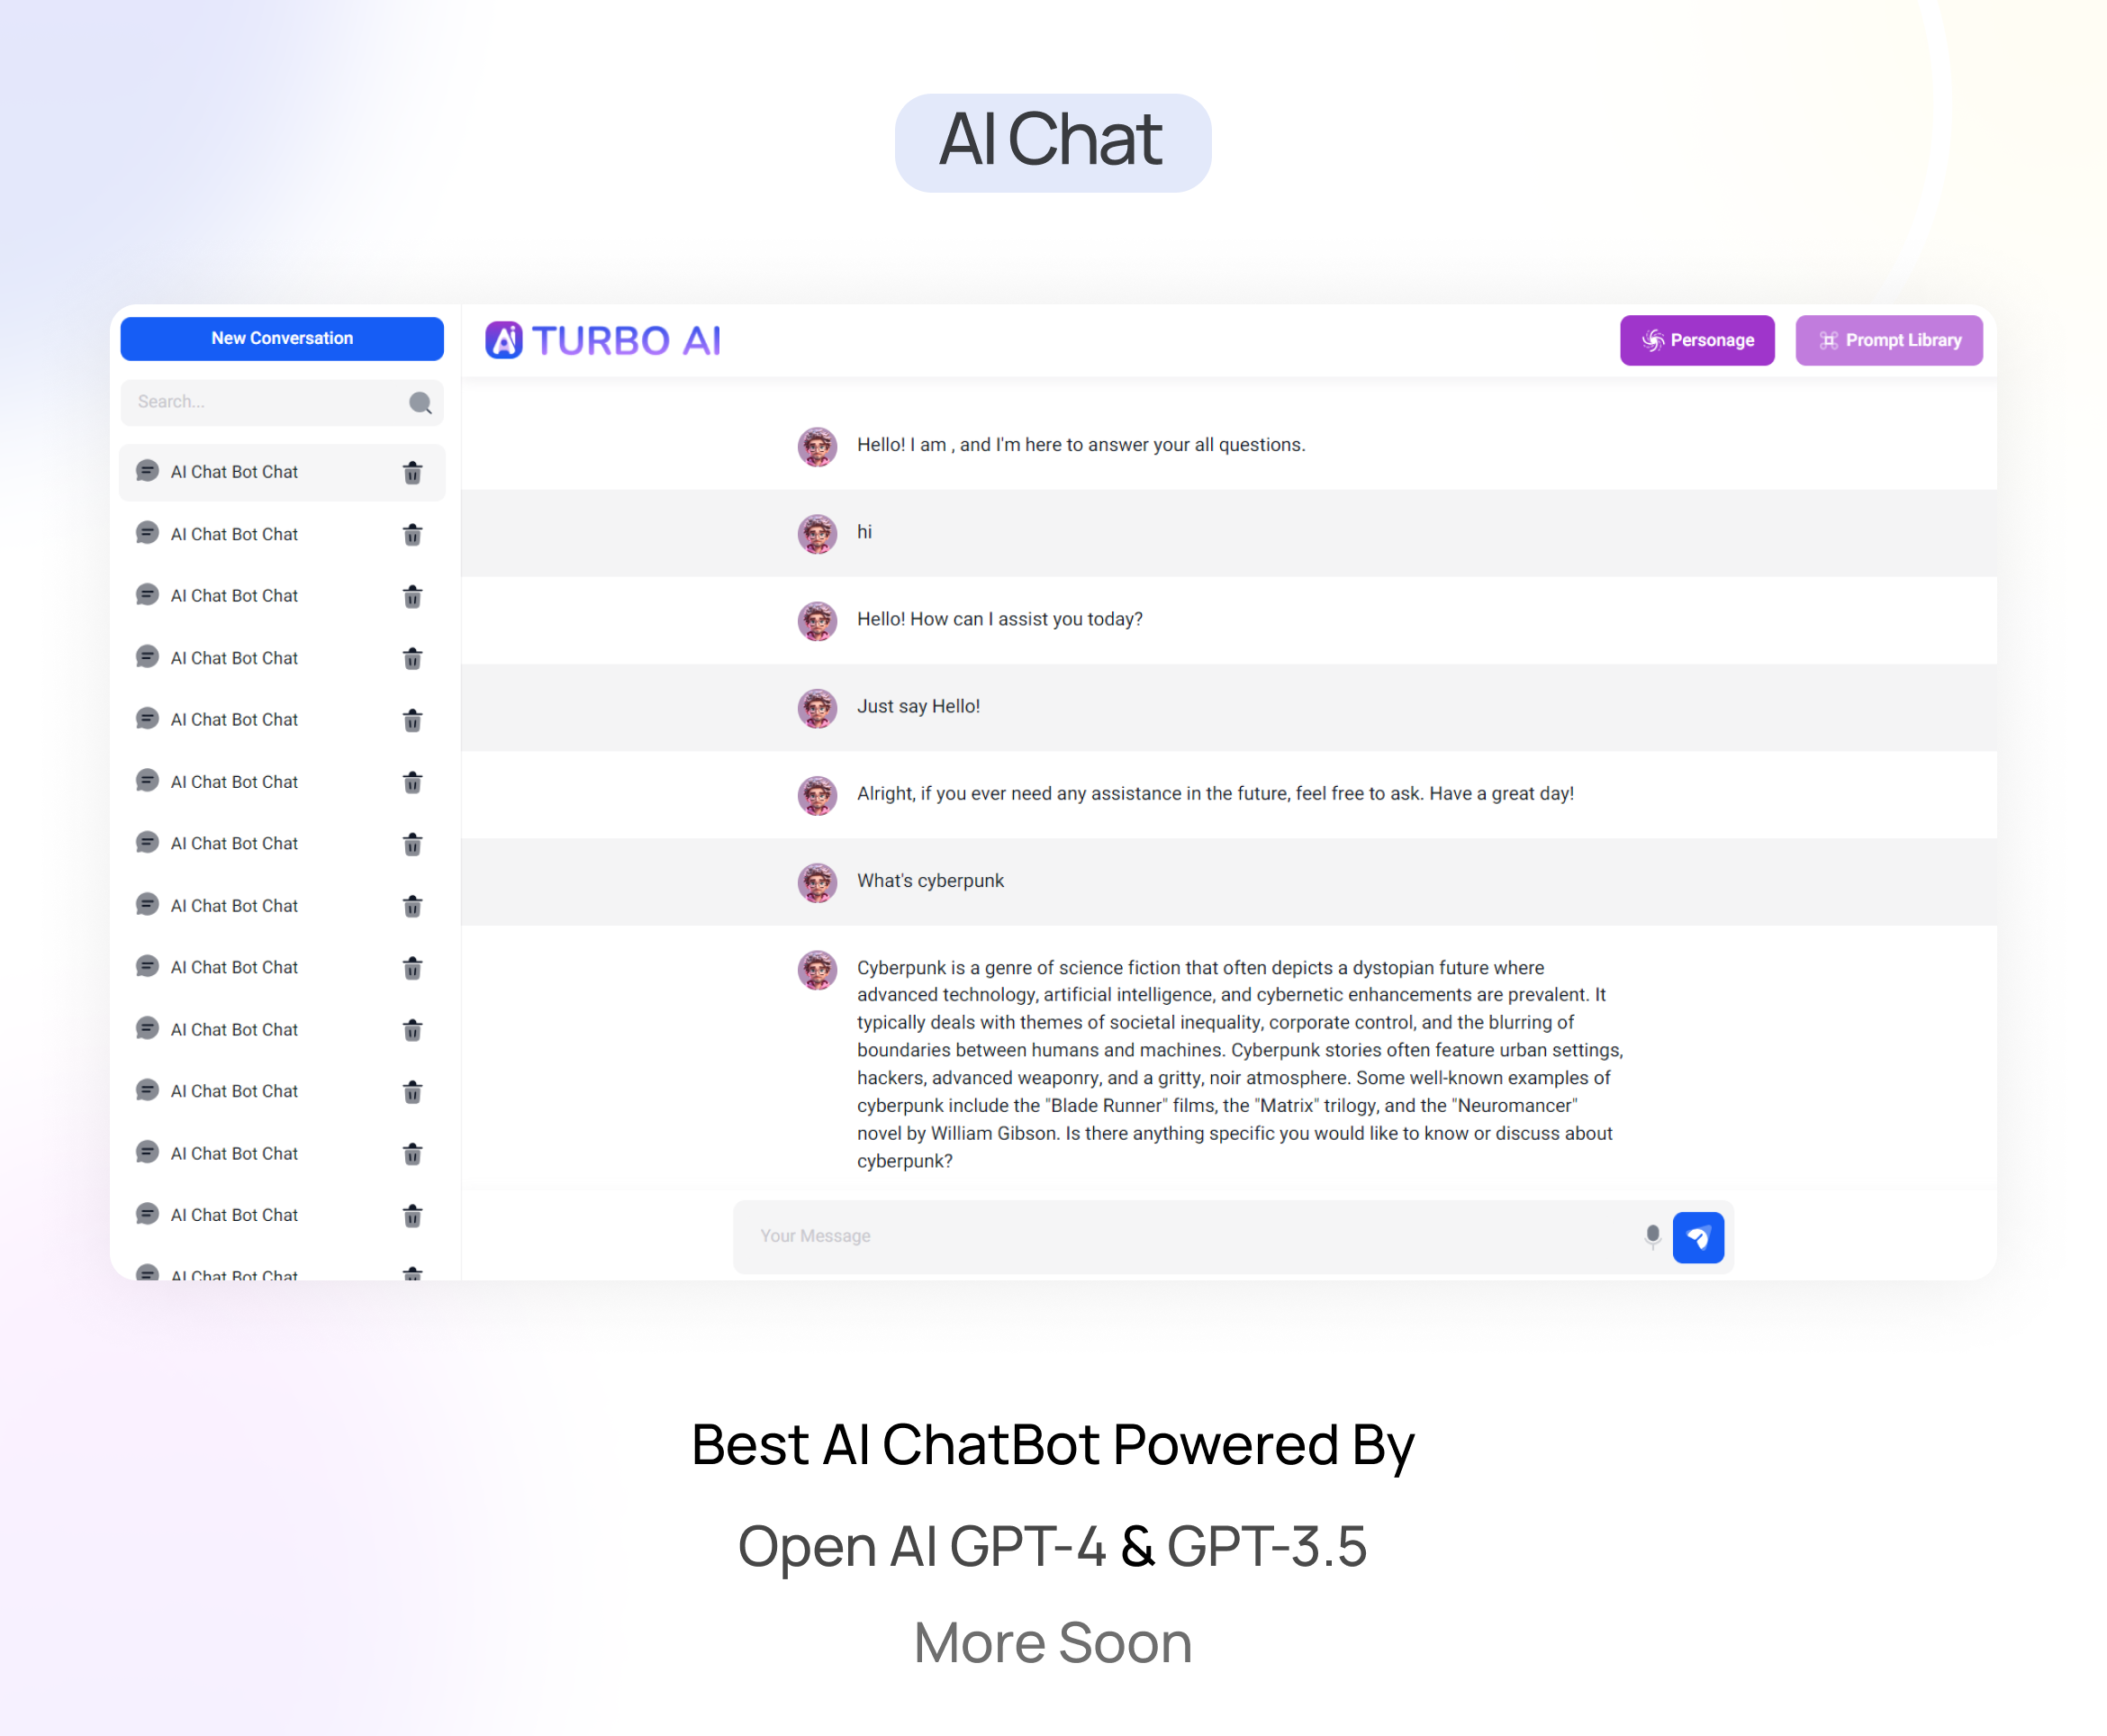 AI Chat
New Conversation
Search...
AI Chat Bot Chat
AI Chat Bot Chat
AI Chat Bot Chat
AI Chat Bot Chat
AI Chat Bot Chat
AI Chat Bot Chat
AI Chat Bot Chat
AI Chat Bot Chat
AI Chat Bot Chat
AI Chat Bot Chat
AI Chat Bot Chat
AI Chat Bot Chat
AI Chat Bot Chat
AI Chat Bot Chat
Ai TURBO AI
Personage
Prompt Library
Hello! I am , and I'm here to answer your all questions.
hi
Hello! How can I assist you today?
Just say Hello!
Alright, if you ever need any assistance in the future, feel free to ask. Have a great day!
What's cyberpunk
Cyberpunk is a genre of science fiction that often depicts a dystopian future where
advanced technology, artificial intelligence, and cybernetic enhancements are prevalent. It
typically deals with themes of societal inequality, corporate control, and the blurring of
boundaries between humans and machines. Cyberpunk stories often feature urban settings,
hackers, advanced weaponry, and a gritty, noir atmosphere. Some well-known examples of
cyberpunk include the "Blade Runner" films, the "Matrix" trilogy, and the "Neuromancer"
novel by William Gibson. Is there anything specific you would like to know or discuss about
cyberpunk?
Your Message
Best AI ChatBot Powered By
Open AI GPT-4 & GPT-3.5
More Soon